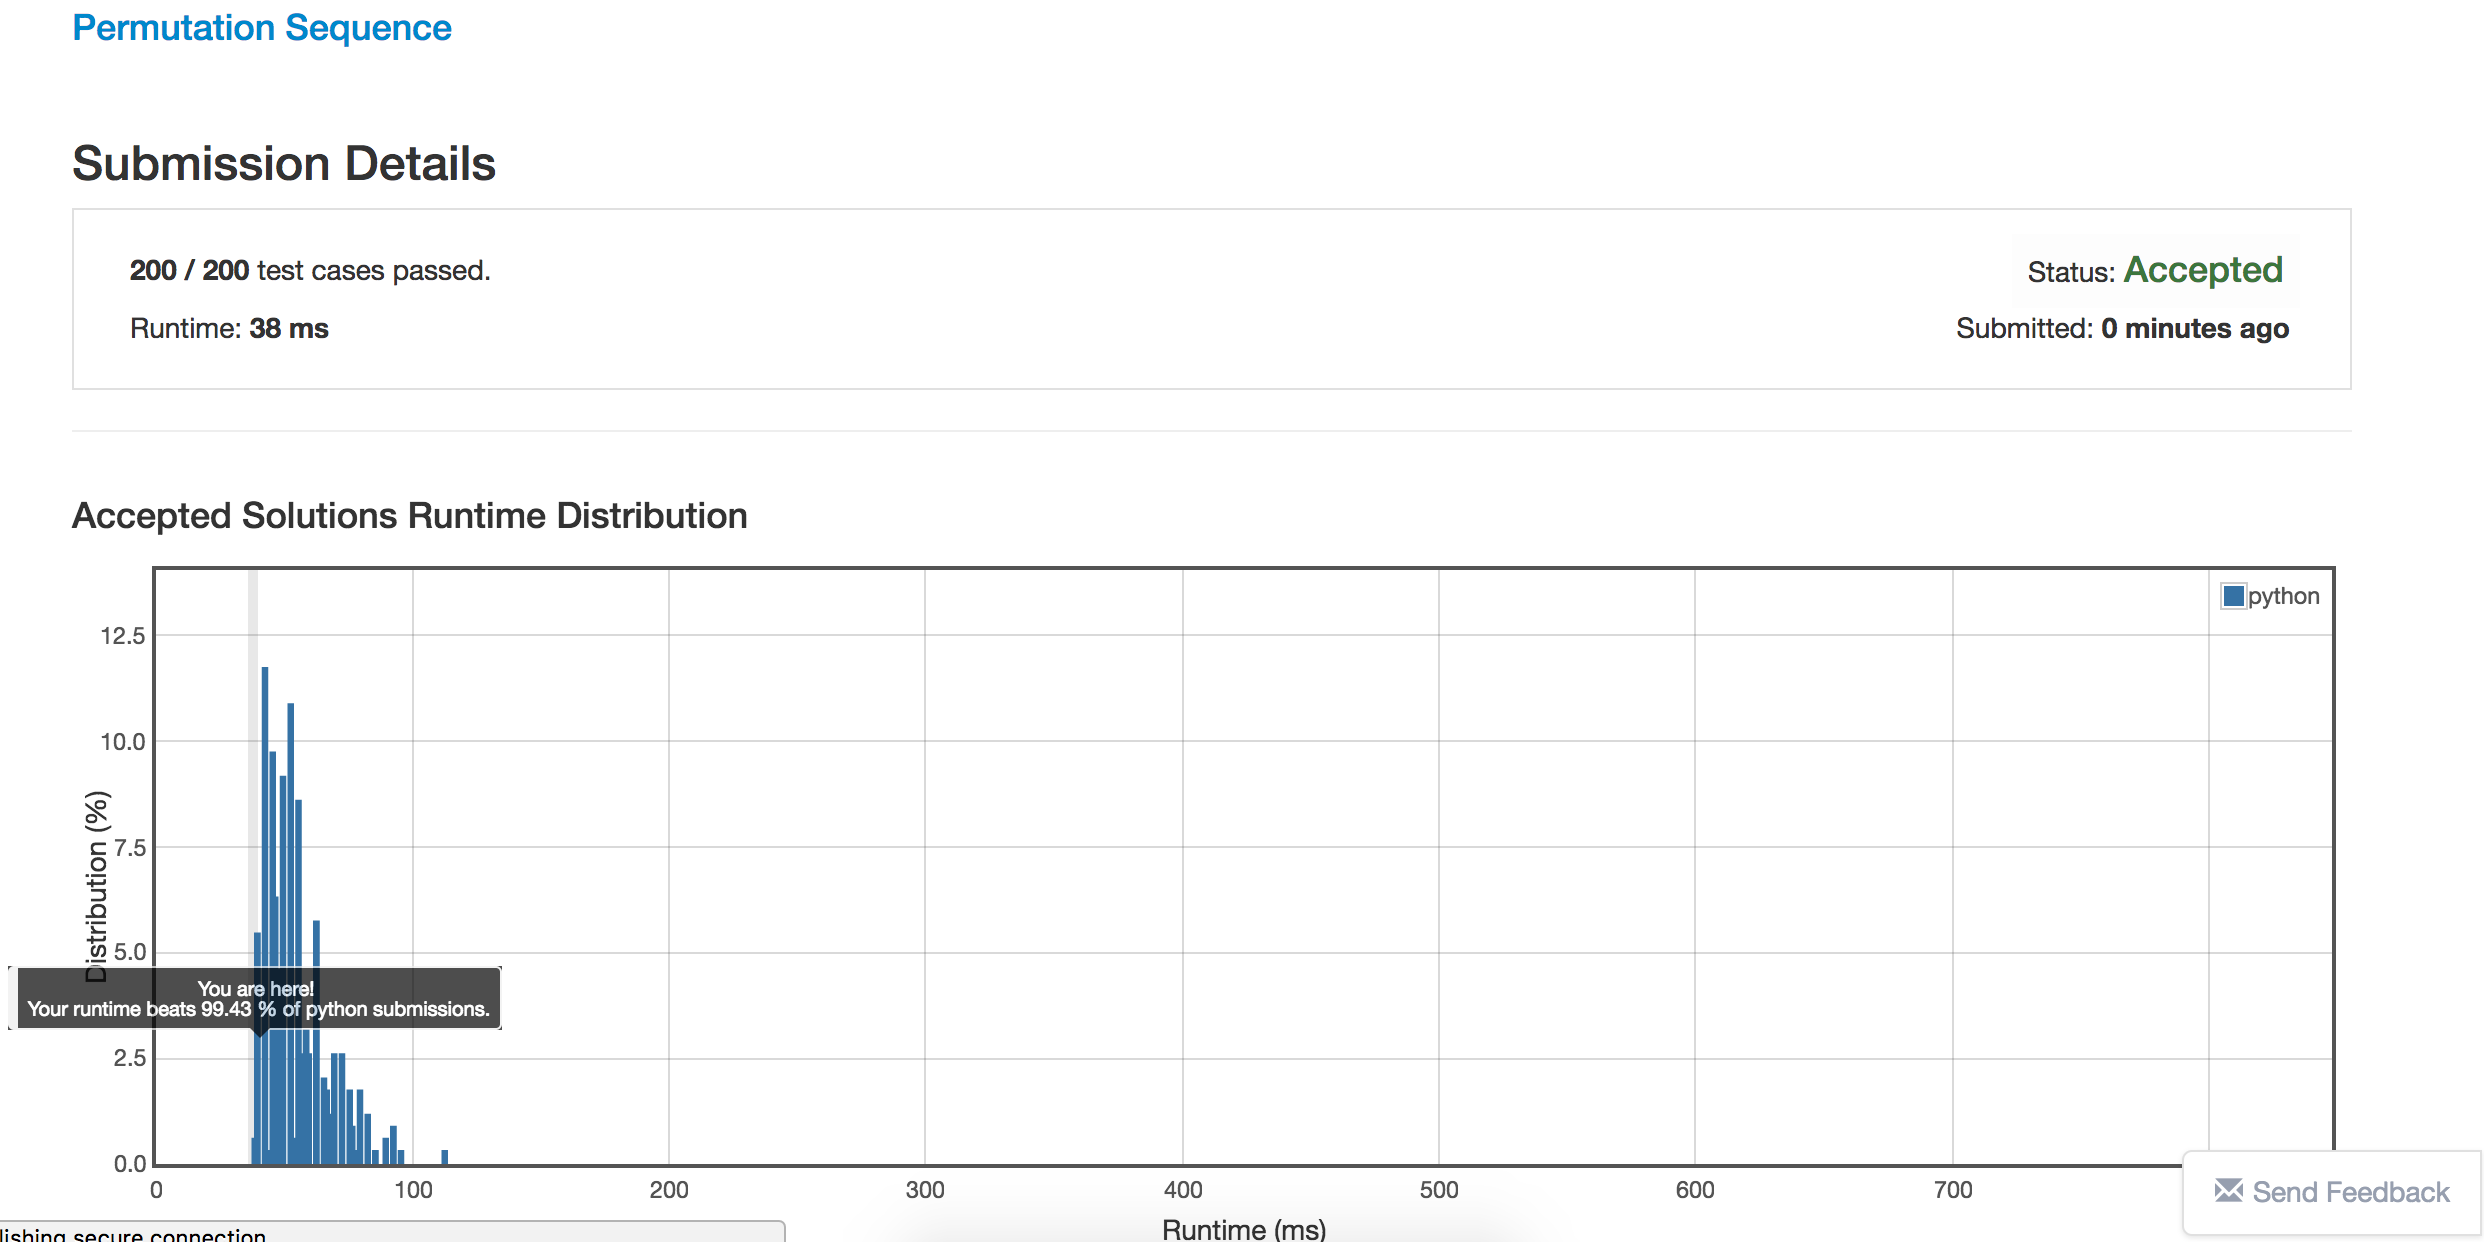 Permutation Sequence
Submission Details
200 / 200 test cases passed.
Status: Accepted
Runtime: 38 ms
Submitted: 0 minutes ago
Accepted Solutions Runtime Distribution
python
12.5
10.0
7.5
5.0
2.5
0.0
Distribution (%)
You are here!
Your runtime beats 99.43 % of python submissions.
0 100 200 300 400 500 600 700
Runtime (ms)
Send Feedback
secure connection